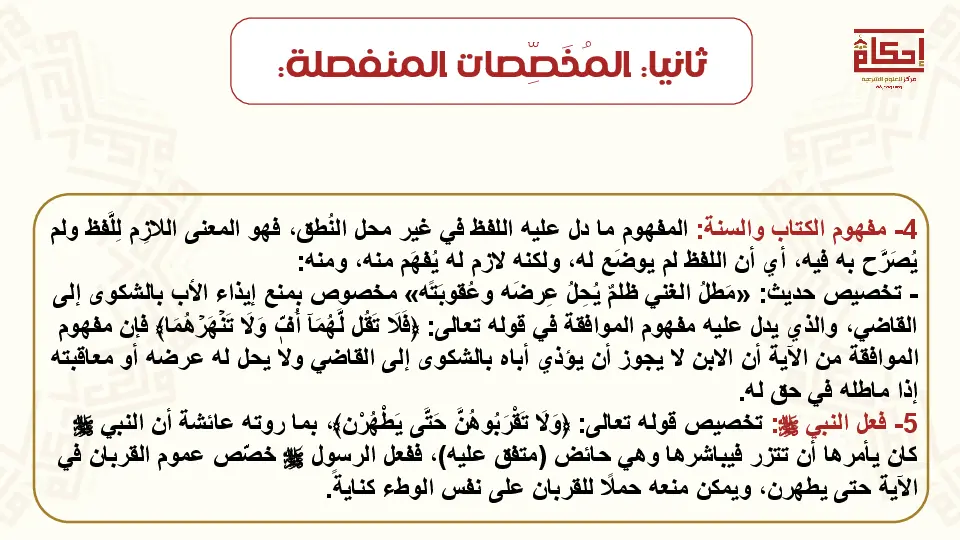 إحكام
مركز للعلوم الشرعية
ثانيا: المُخَصِّصات المنفصلة:
4- مفهوم الكتاب والسنة: المفهوم ما دل عليه اللفظ في غير محل النُطق، فهو المعنى اللازِم لِلَّفظ ولم
يُصَرَّح به فيه، أي أن اللفظ لم يوضَع له، ولكنه لازم له يُفهَم منه، ومنه:
- تخصيص حديث: «مَطلُ الغني ظلمٌ يُحِلُ عِرضَه وعُقوبَتَه» مخصوص بمنع إيذاء الأب بالشكوى إلى
القاضي، والذي يدل عليه مفهوم الموافقة في قوله تعالى: ﴿فَلَا تَقُل لَّهُمَآ أُفّٖ وَلَا تَنۡهَرۡهُمَا﴾ فإن مفهوم
الموافقة من الآية أن الابن لا يجوز أن يؤذي أباه بالشكوى إلى القاضي ولا يحل له عرضه أو معاقبته
إذا ماطله في حق له.
5- فعل النبي ﷺ: تخصيص قوله تعالى: ﴿وَلَا تَقْرَبُوهُنَّ حَتَّى يَطْهُرْن﴾، بما روته عائشة أن النبي ﷺ
كان يأمرها أن تتزر فيباشرها وهي حائض (متفق عليه)، ففعل الرسول ﷺ خصّص عموم القربان في
الآية حتى يطهرن، ويمكن منعه حملًا للقربان على نفس الوطء كنايةً.